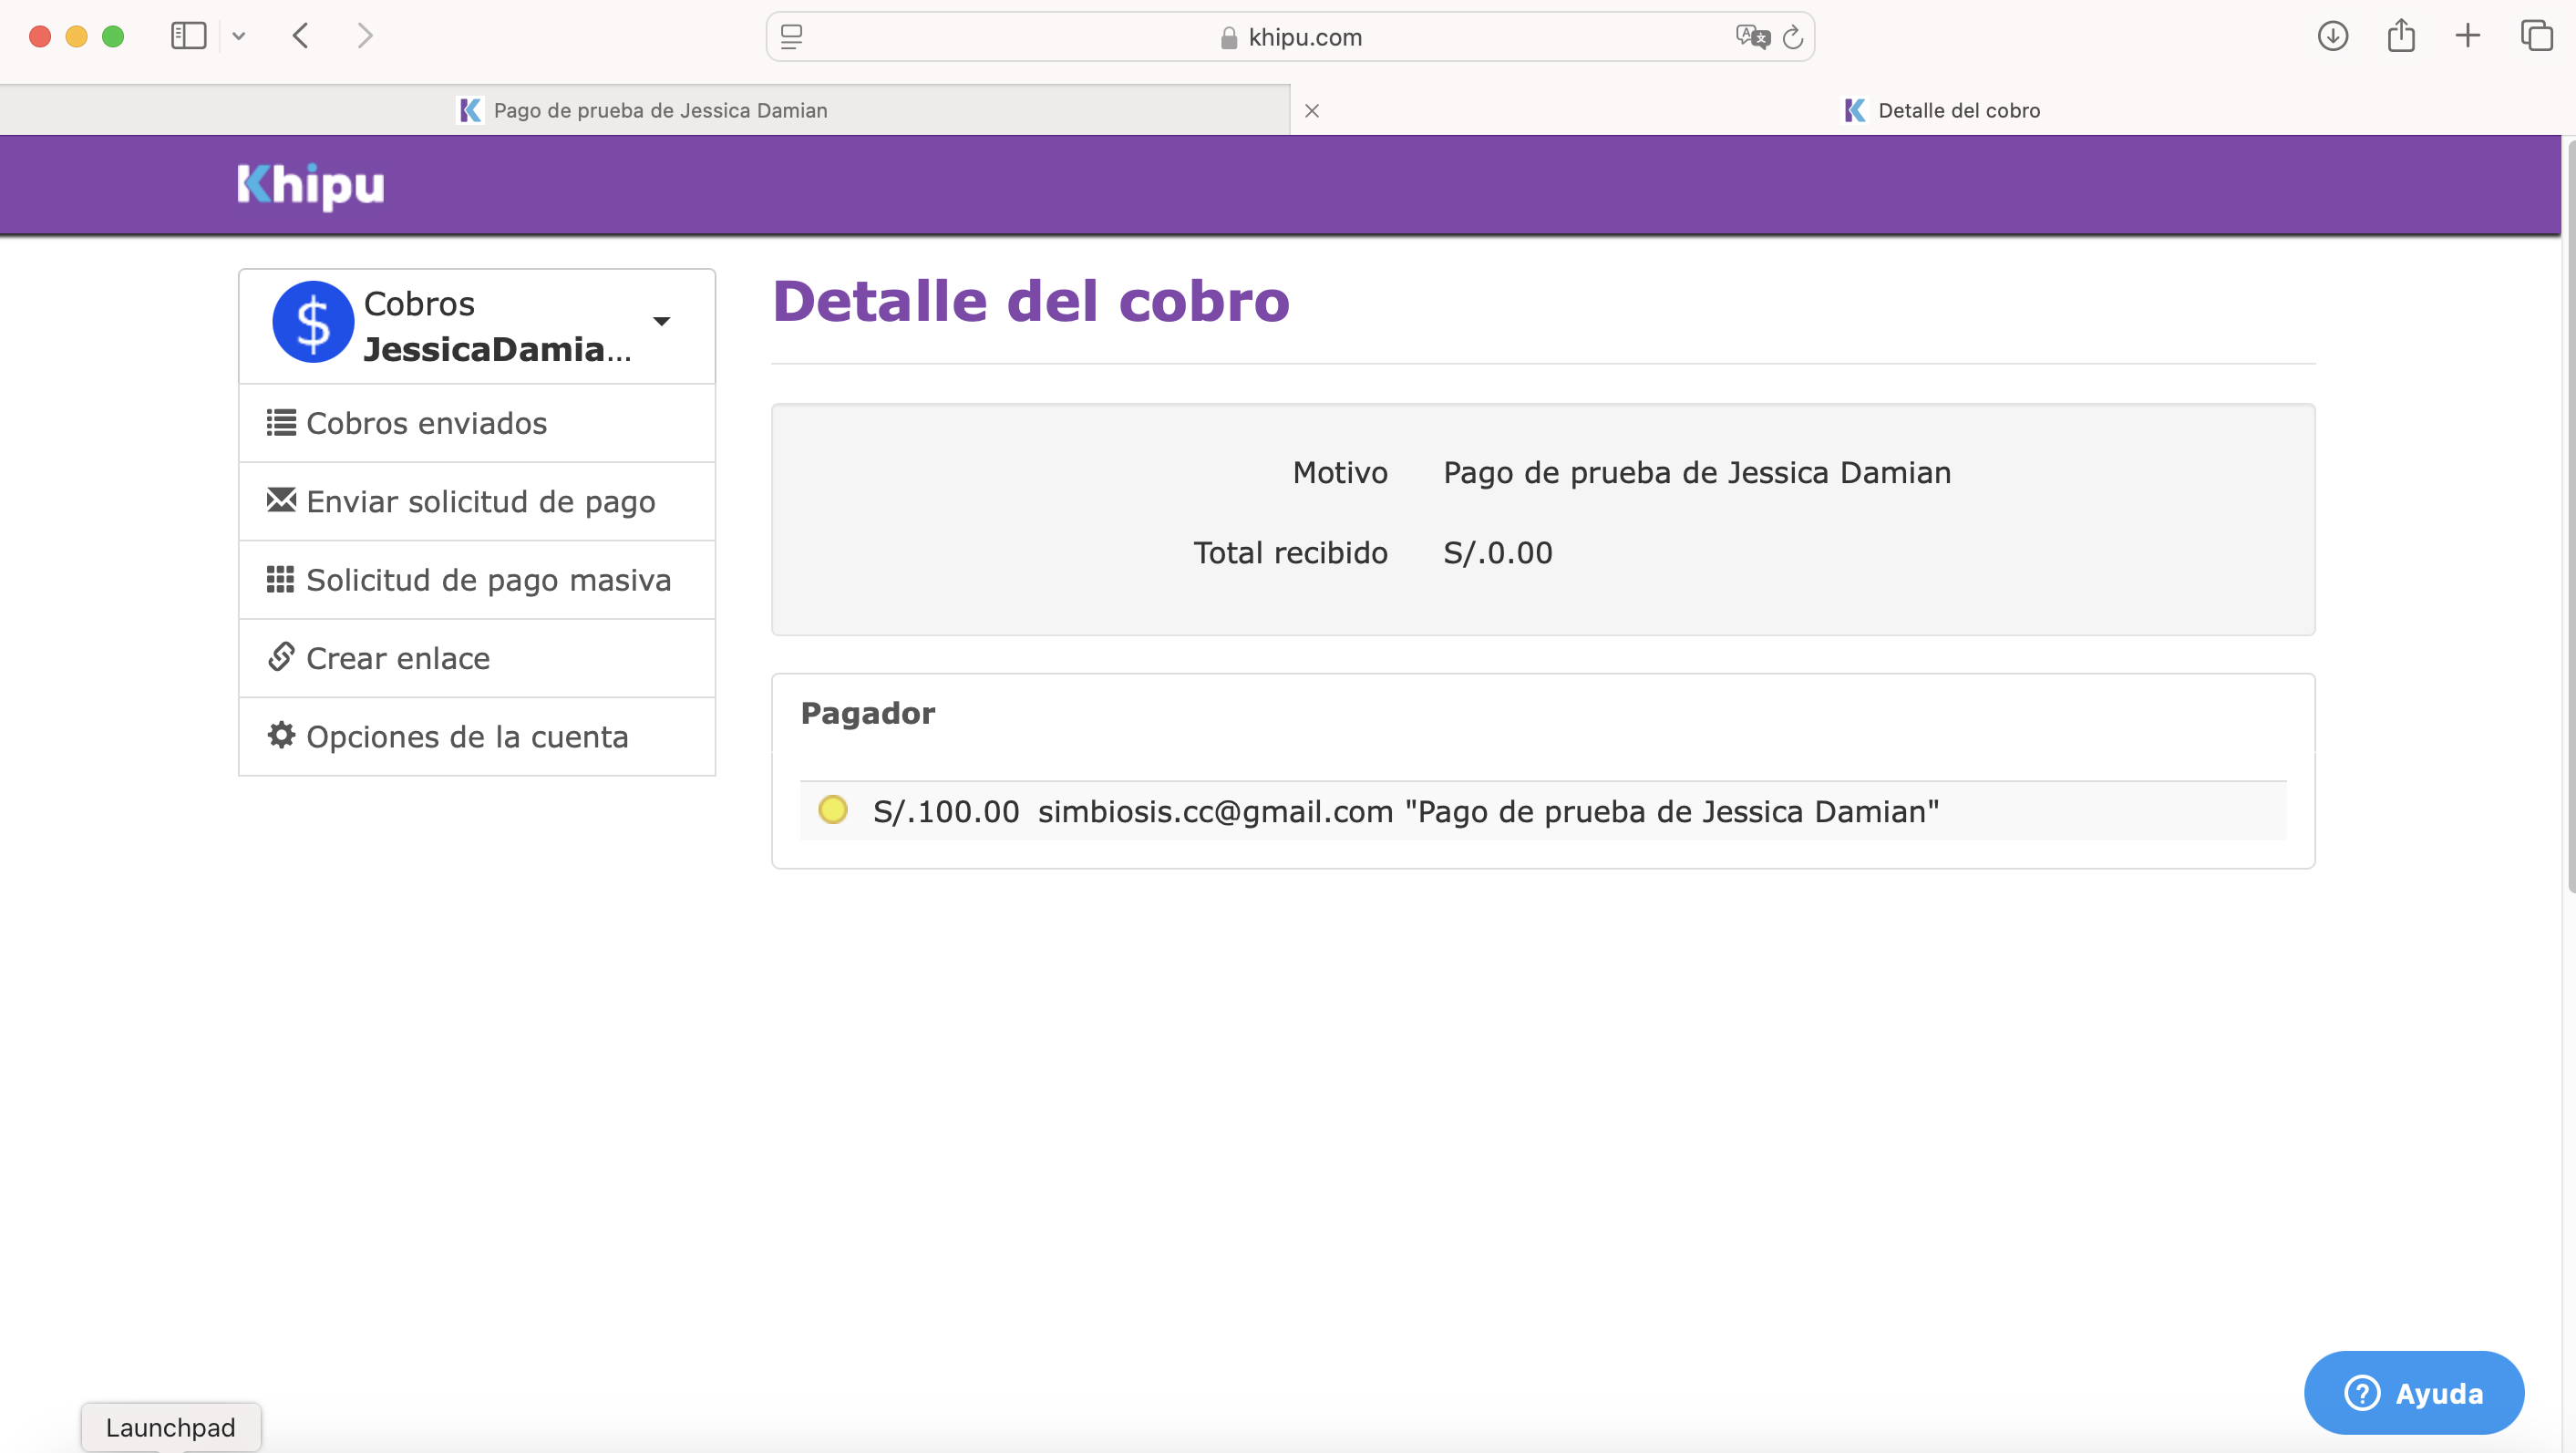 khipu.com
Pago de prueba de Jessica Damian
Detalle del cobro
Khipu
Cobros
JessicaDamia...
Cobros enviados
Enviar solicitud de pago
Solicitud de pago masiva
Crear enlace
Opciones de la cuenta
Detalle del cobro
Motivo Pago de prueba de Jessica Damian
Total recibido S/.0.00
Pagador
S/.100.00 simbiosis.cc@gmail.com "Pago de prueba de Jessica Damian"
Ayuda
Launchpad